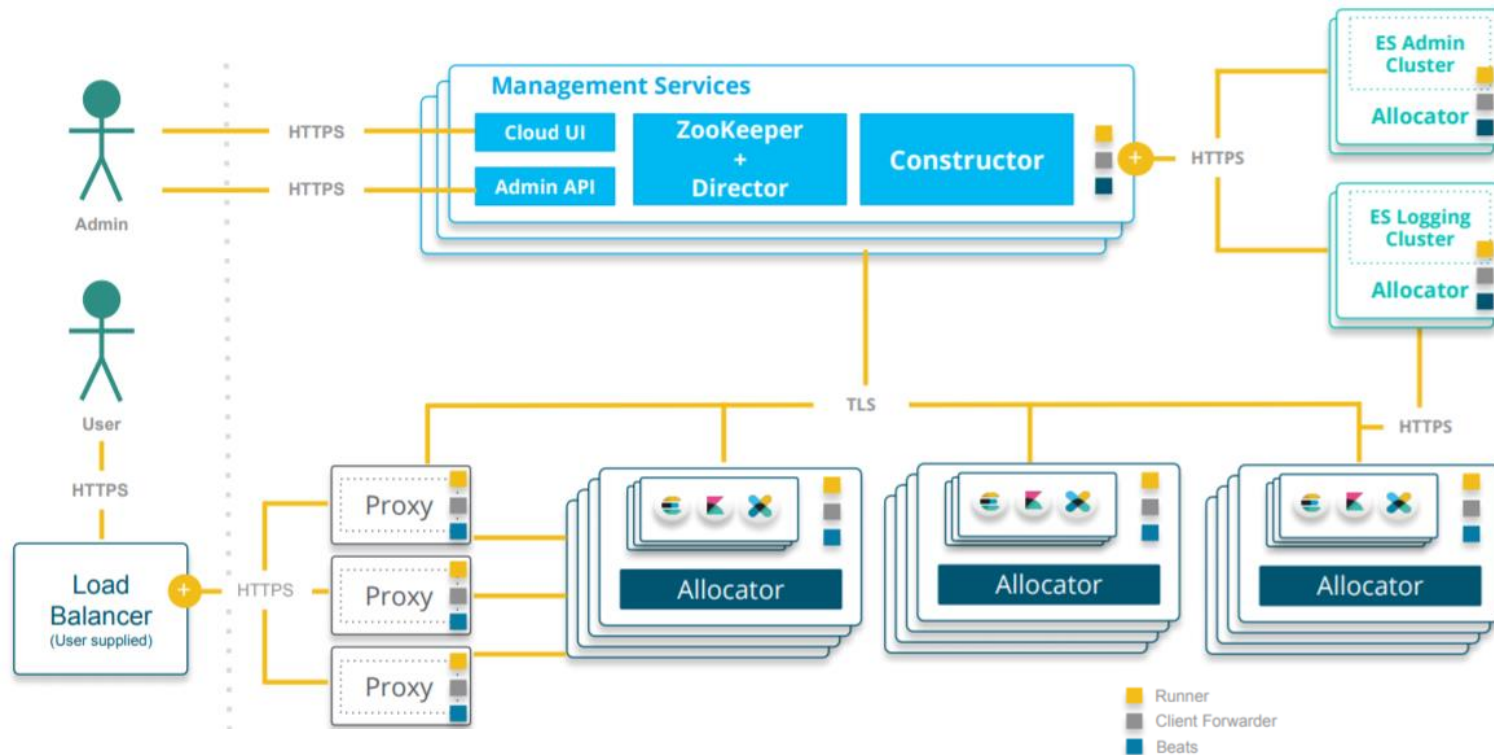 Management Services
Cloud UI
Admin API
ZooKeeper
+
Director
Constructor
+
HTTPS
HTTPS
HTTPS
ES Admin
Cluster
Allocator
ES Logging
Cluster
Allocator
Admin
User
HTTPS
TLS
HTTPS
Load
Balancer
(User supplied)
+
HTTPS
Proxy
Proxy
Proxy
Allocator
Allocator
Allocator
Runner
Client Forwarder
Beats